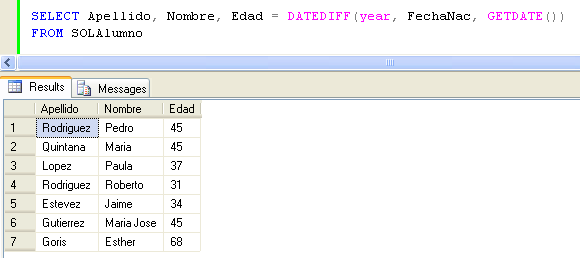 SELECT Apellido, Nombre, Edad = DATEDIFF(year, FechaNac, GETDATE())
FROM SOLAlumno
Results Messages
Apellido Nombre Edad
1 Rodriguez Pedro 45
2 Quintana Maria 45
3 Lopez Paula 37
4 Rodriguez Roberto 31
5 Estevez Jaime 34
6 Gutierrez Maria Jose 45
7 Goris Esther 68